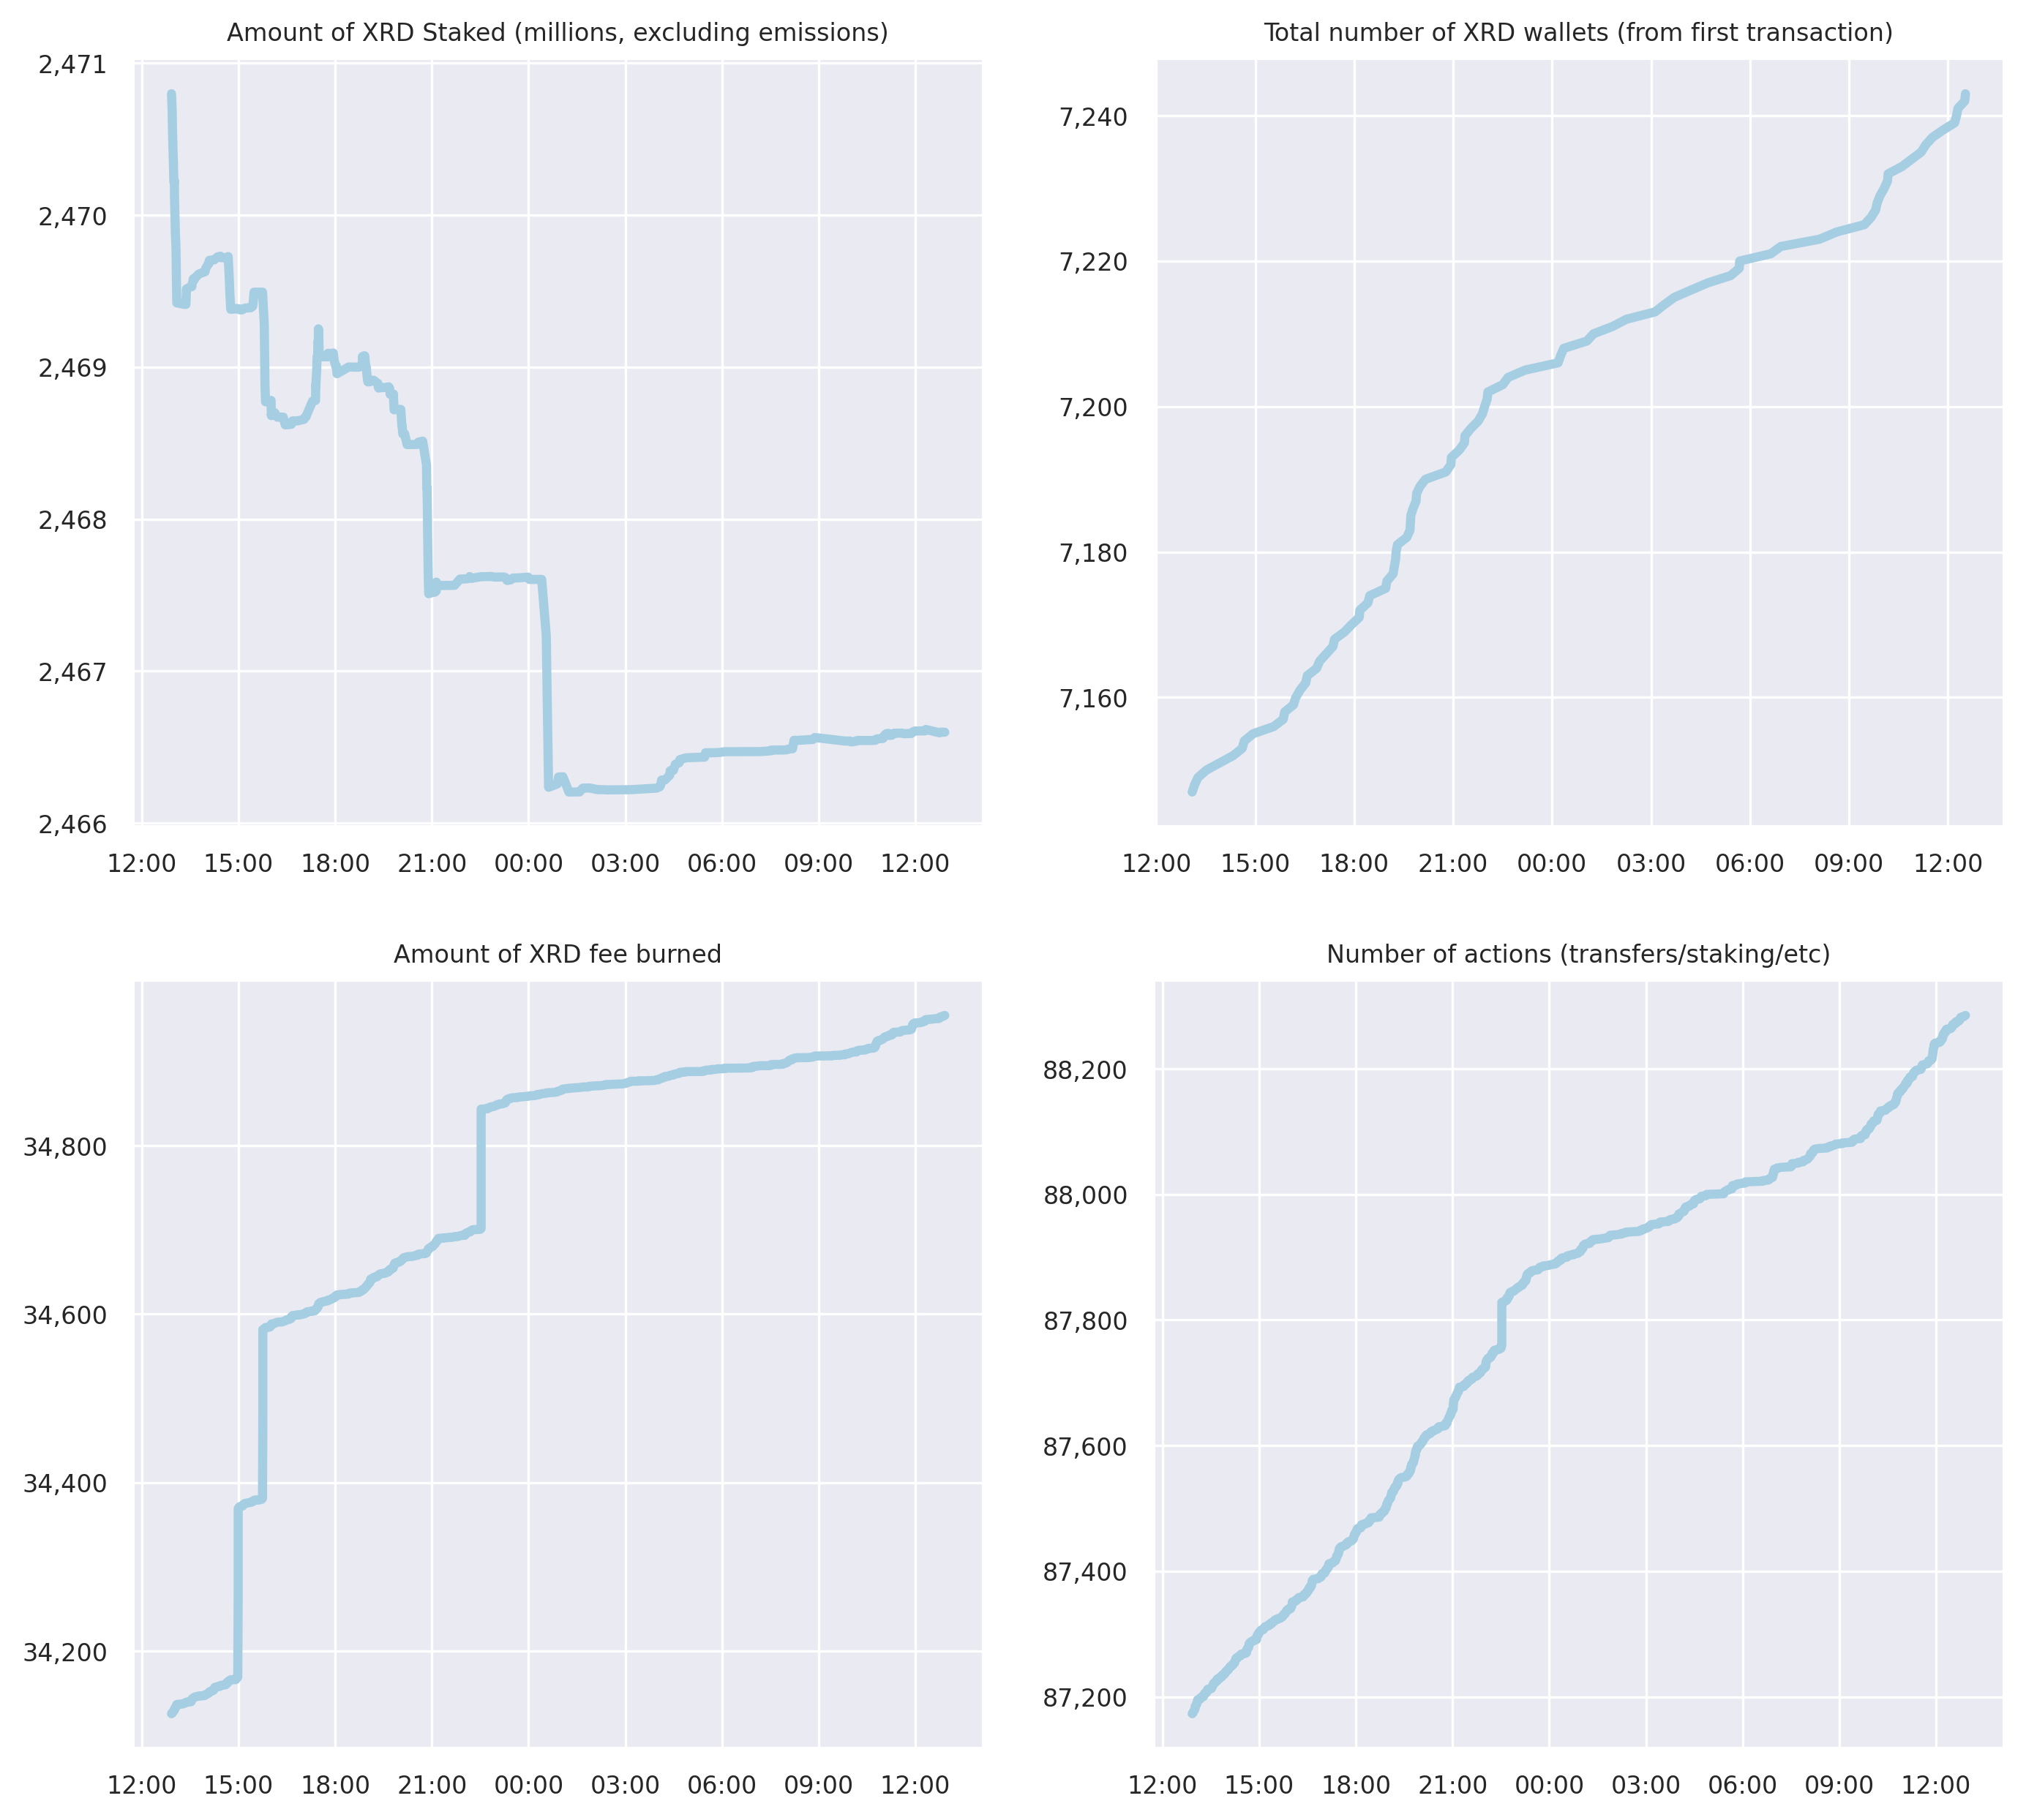 Amount of XRD Staked (millions, excluding emissions)
2,471
2,470
2,469
2,468
2,467
2,466
12:00 15:00 18:00 21:00 00:00 03:00 06:00 09:00 12:00
Total number of XRD wallets (from first transaction)
7,240
7,220
7,200
7,180
7,160
12:00 15:00 18:00 21:00 00:00 03:00 06:00 09:00 12:00
Amount of XRD fee burned
34,800
34,600
34,400
34,200
12:00 15:00 18:00 21:00 00:00 03:00 06:00 09:00 12:00
Number of actions (transfers/staking/etc)
88,200
88,000
87,800
87,600
87,400
87,200
12:00 15:00 18:00 21:00 00:00 03:00 06:00 09:00 12:00